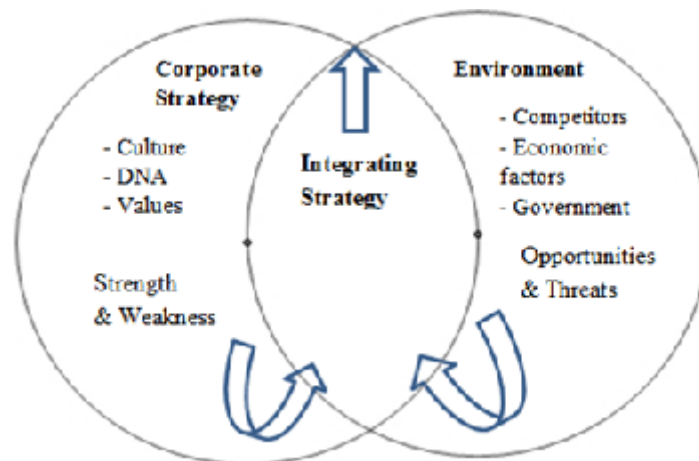 Corporate
Strategy
- Culture
- DNA
- Values
Strength
& Weakness
Integrating
Strategy
Environment
- Competitors
- Economic
factors
- Government
Opportunities
& Threats